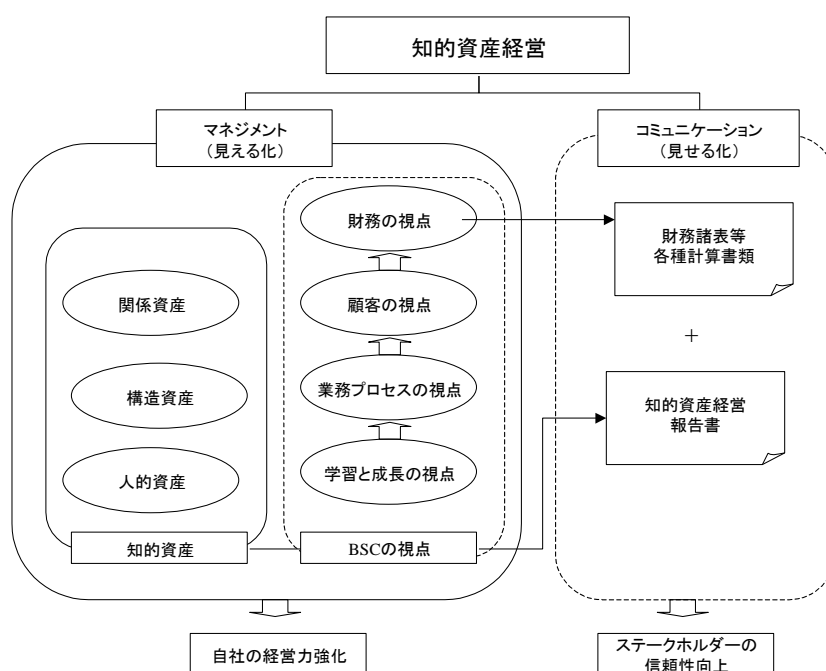 知的資産経営
マネジメント
(見える化)
コミュニケーション
(見せる化)
財務の視点
顧客の視点
業務プロセスの視点
学習と成長の視点
関係資産
構造資産
人的資産
知的資産
BSCの視点
財務諸表等
各種計算書類
+
知的資産経営
報告書
自社の経営力強化
ステークホルダーの
信頼性向上